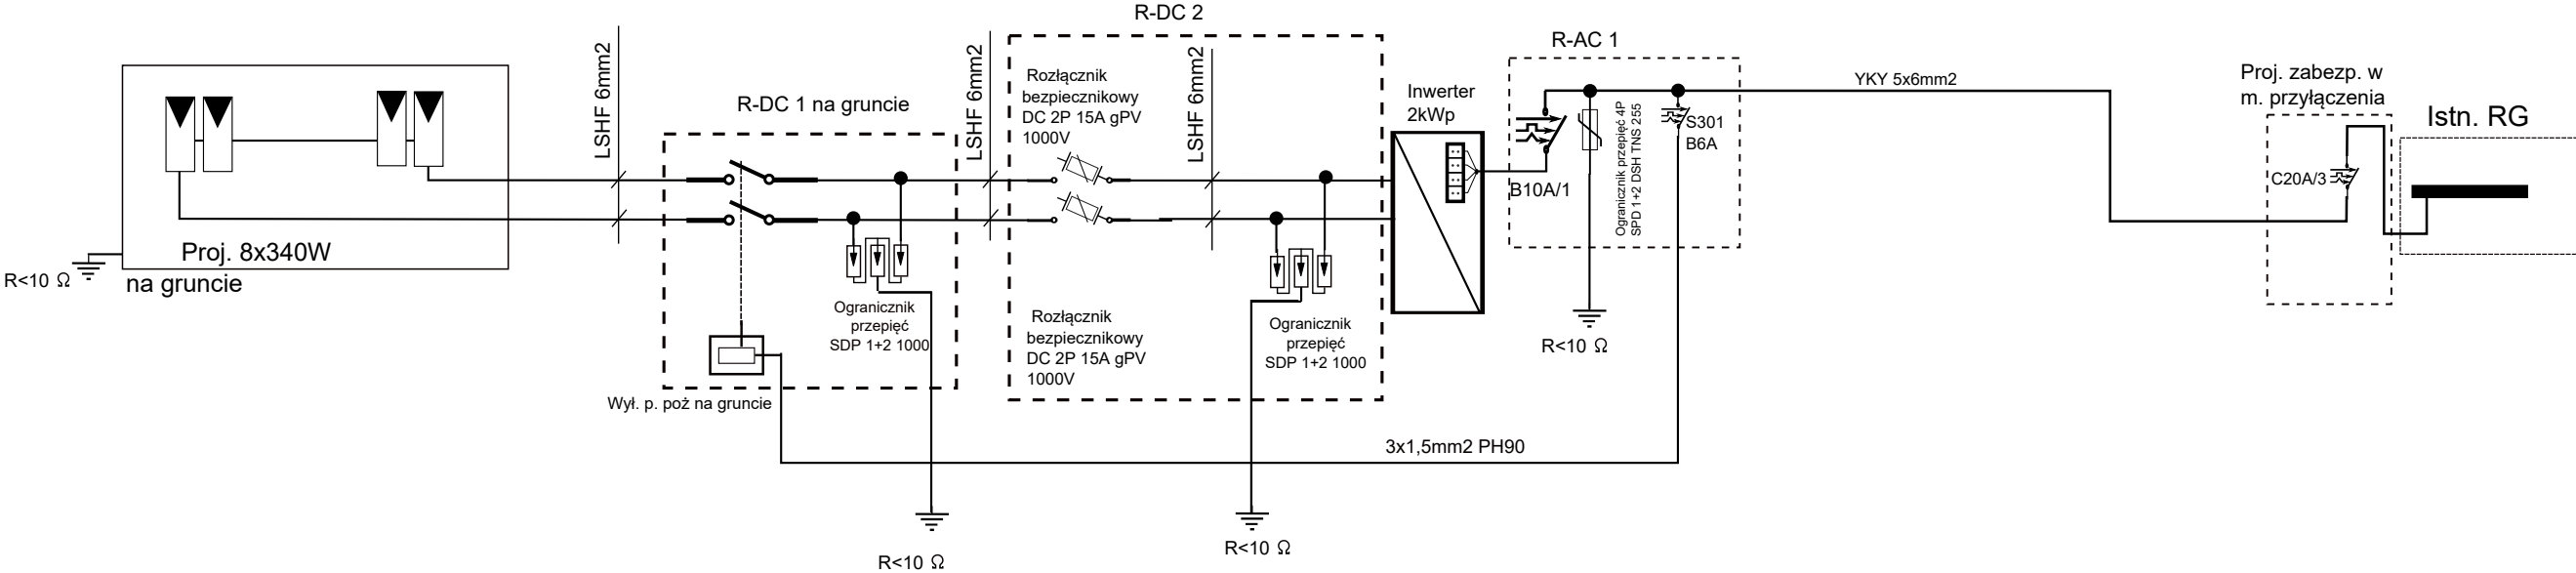 Proj. 8x340W
na gruncie
R<10 Ω
LSHF 6mm2
R-DC 1 na gruncie
Ogranicznik
przepięć
SDP 1+2 1000
Wył. p. poż na gruncie
R<10 Ω
LSHF 6mm2
R-DC 2
Rozłącznik
bezpiecznikowy
DC 2P 15A gPV
1000V
LSHF 6mm2
Rozłącznik
bezpiecznikowy
DC 2P 15A gPV
1000V
Ogranicznik
przepięć
SDP 1+2 1000
R<10 Ω
Inwerter
2kWp
R-AC 1
B10A/1
Ogranicznik przepięć 4P
SPD 1+2 DSH TNS 255
S301
B6A
R<10 Ω
3x1,5mm2 PH90
YKY 5x6mm2
Proj. zabezp. w
m. przyłączenia
C20A/3
Istn. RG